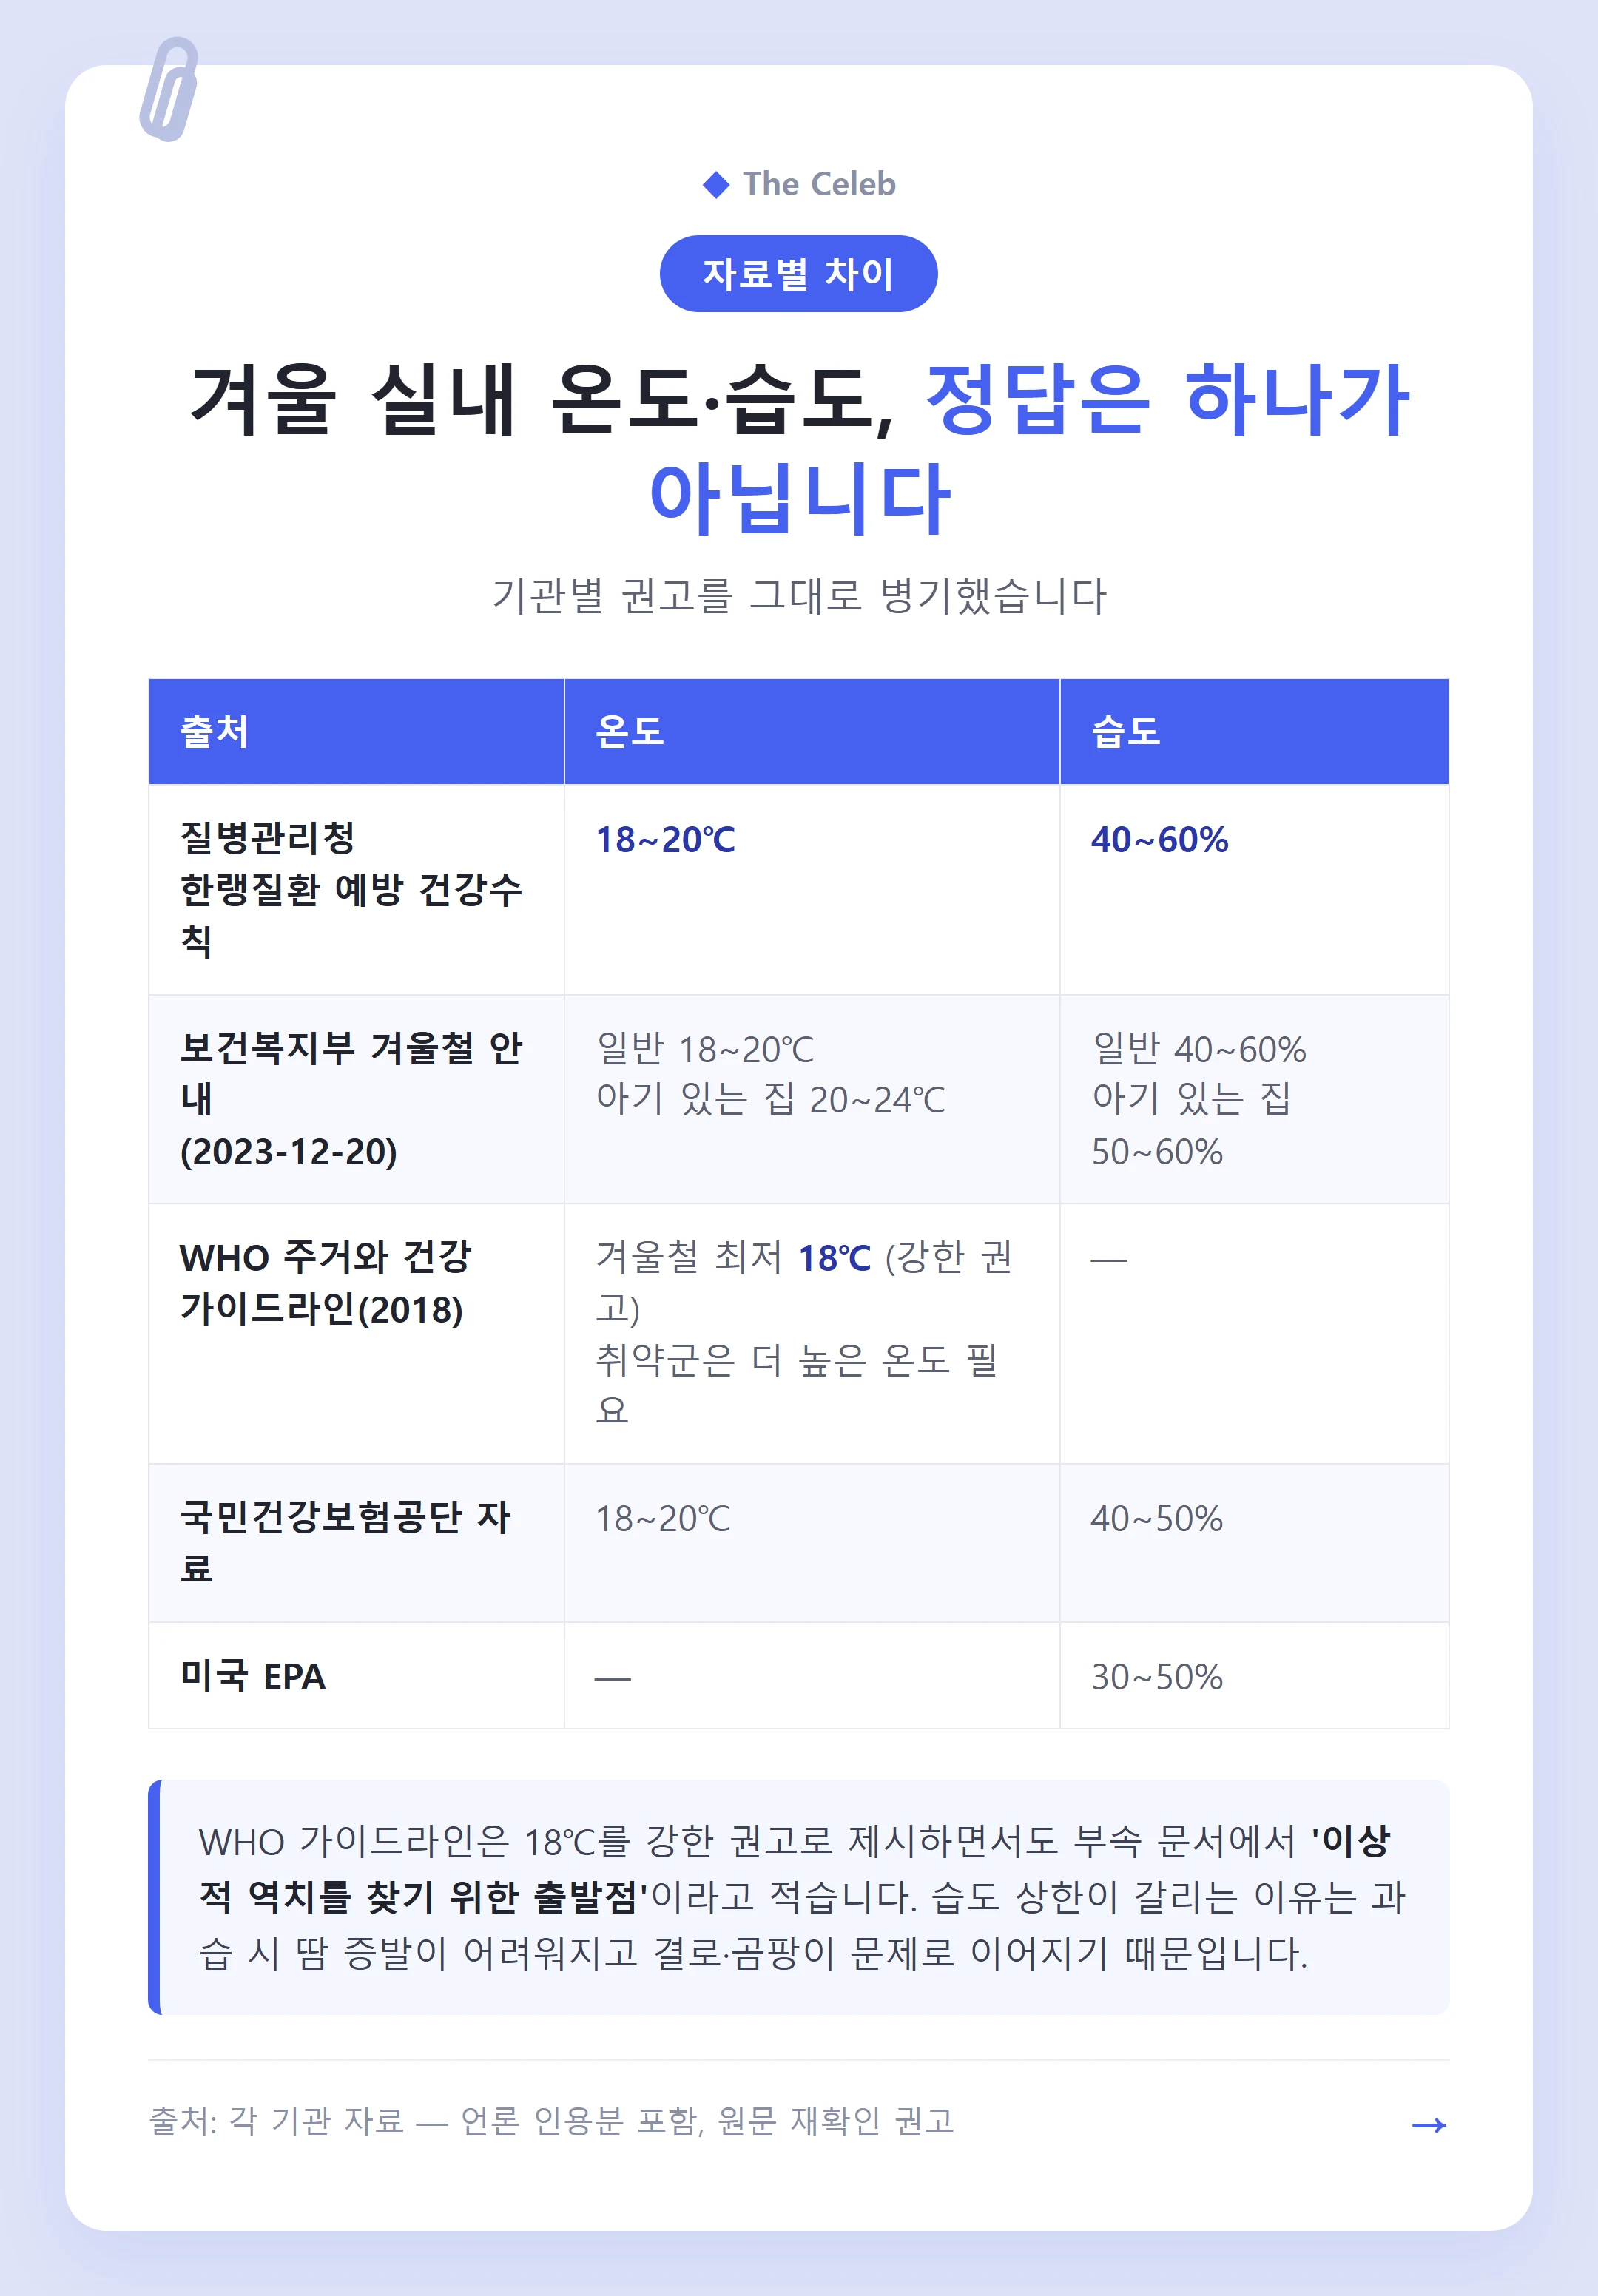 ◆ The Celeb
자료별 차이
겨울 실내 온도·습도, 정답은 하나가
아닙니다
기관별 권고를 그대로 병기했습니다
출처 온도 습도
질병관리청
한랭질환 예방 건강수
칙
18~20℃
40~60%
보건복지부 겨울철 안
내
(2023-12-20)
일반 18~20℃
아기 있는 집 20~24℃
일반 40~60%
아기 있는 집
50~60%
WHO 주거와 건강
가이드라인(2018)
겨울철 최저 18℃ (강한 권
고)
취약군은 더 높은 온도 필
요
—
국민건강보험공단 자
료
18~20℃
40~50%
미국 EPA
—
30~50%
WHO 가이드라인은 18℃를 강한 권고로 제시하면서도 부속 문서에서 '이상
적 역치를 찾기 위한 출발점'이라고 적습니다. 습도 상한이 갈리는 이유는 과
습 시 땀 증발이 어려워지고 결로·곰팡이 문제로 이어지기 때문입니다.
출처: 각 기관 자료 — 언론 인용분 포함, 원문 재확인 권고 →